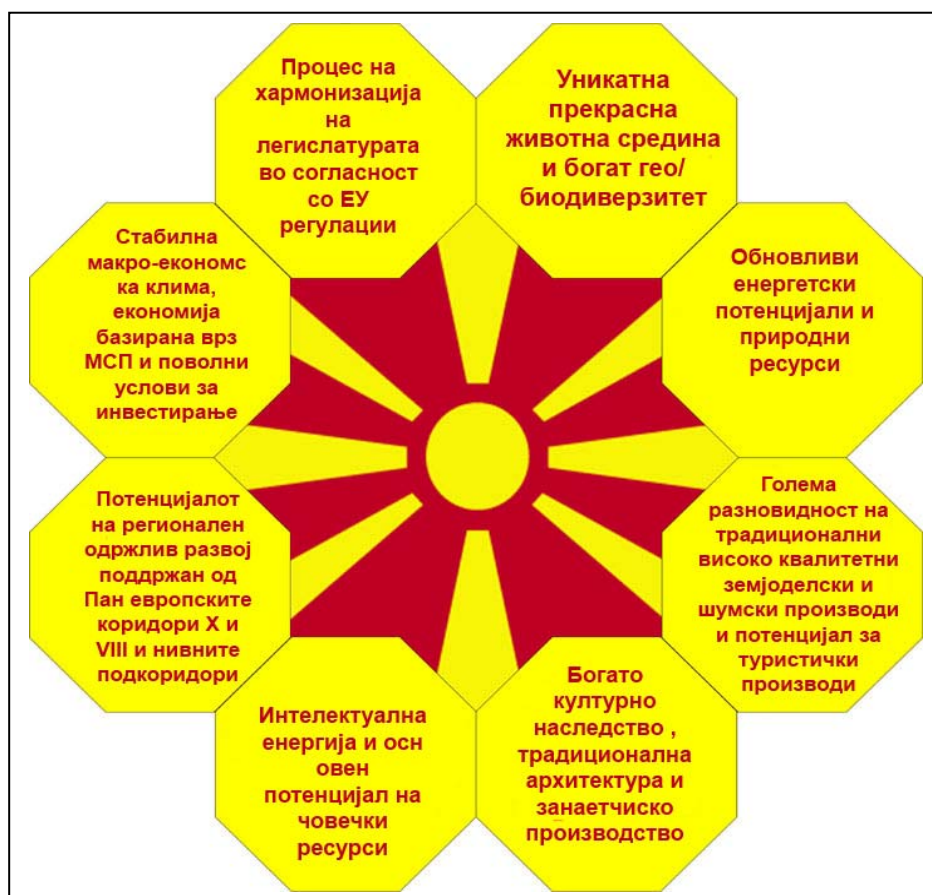 Процес на
хармонизација
на
легислатурата
во согласност
со ЕУ
регулации
Уникатна
прекрасна
животна средина
и богат гео/
биодиверзитет
Стабилна
макро-економс
ка клима,
економија
базирана врз
МСП и поволни
услови за
инвестирање
Обновливи
енергетски
потенцијали и
природни
ресурси
Потенцијалот
на регионален
одржлив развој
поддржан од
Пан европските
коридори X и
VIII и нивните
подкоридори
Голема
разновидност на
традиционални
високо квалитетни
земјоделски и
шумски производи
и потенцијал за
туристички
производи
Интелектуална
енергија и осн
овен
потенцијал на
човечки
ресурси
Богато
културно
наследство ,
традиционална
архитектура и
занаетчиско
производство